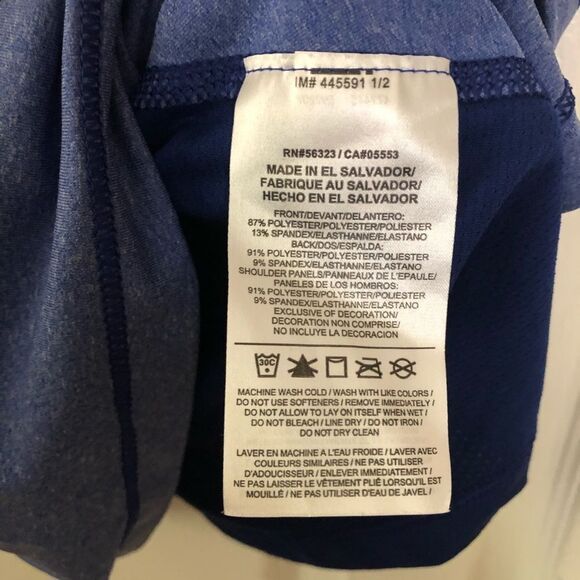 IM# 445591 1/2
RN#56323 / CA#05553
MADE IN EL SALVADOR/
FABRIQUE AU SALVADOR/
HECHO EN EL SALVADOR
FRONT/DEVANT/DELANTERO:
87% POLYESTER/POLYESTER/POLIESTER
13% SPANDEX/ELASTHANNE/ELASTANO
BACK/DOS/ESPALDA:
91% POLYESTER/POLYESTER/POLIESTER
9% SPANDEX/ELASTHANNE/ELASTANO
SHOULDER PANELS/PANNEAUX DE L'EPAULE/
PANELES DE LOS HOMBROS:
91% POLYESTER/POLYESTER/POLIESTER
9% SPANDEX/ELASTHANNE/ELASTANO
EXCLUSIVE OF DECORATION/
DECORATION NON COMPRISE/
NO INCLUYE LA DECORACION
30C
MACHINE WASH COLD / WASH WITH LIKE COLORS /
DO NOT USE SOFTENERS / REMOVE IMMEDIATELY /
DO NOT ALLOW TO LAY ON ITSELF WHEN WET /
DO NOT BLEACH / LINE DRY / DO NOT IRON /
DO NOT DRY CLEAN
LAVER EN MACHINE A L'EAU FROIDE / LAVER AVEC
COULEURS SIMILAIRES / NE PAS UTILISER
D'ADOUCISSEUR / ENLEVER IMMEDIATEMENT /
NE PAS LAISSER LE VÊTEMENT PLIÉ LORSQU'IL EST
MOUILLÉ / NE PAS UTILISER D'EAU DE JAVEL /